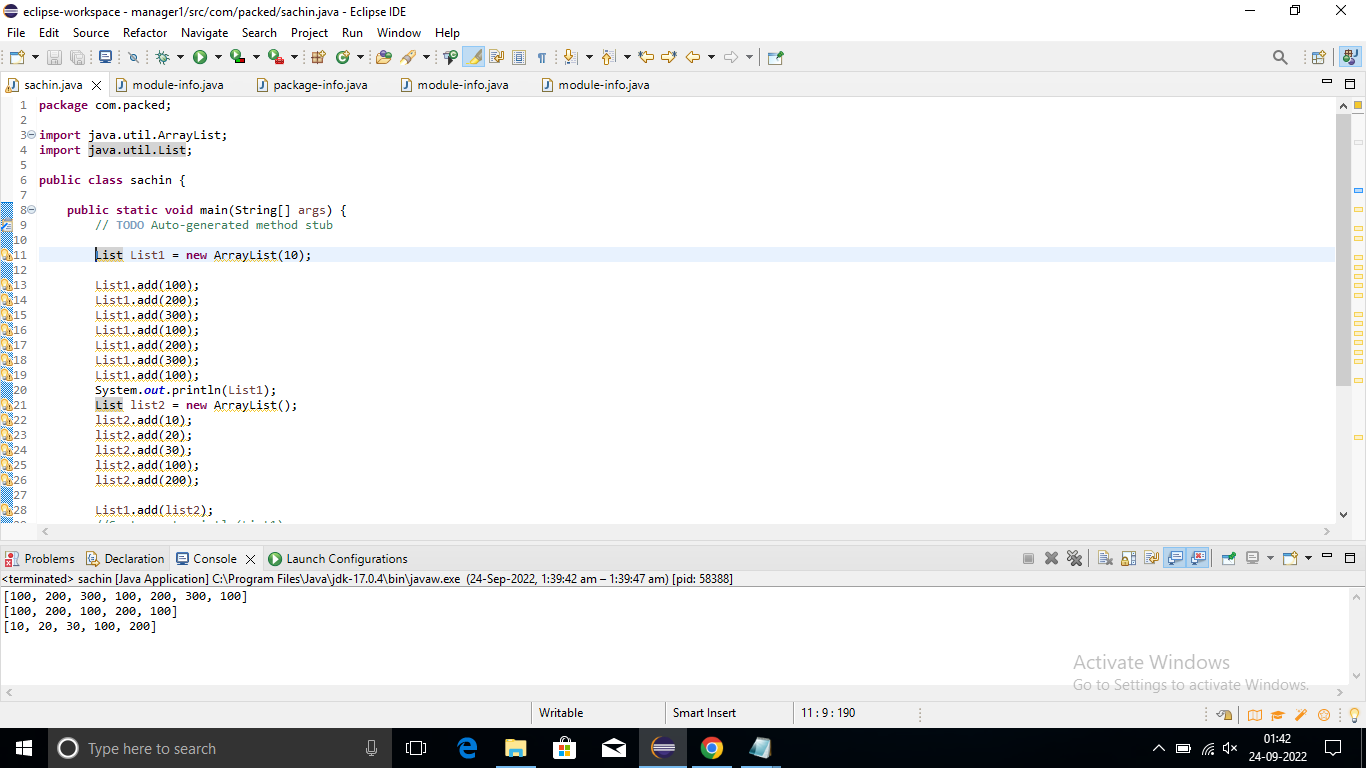 eclipse-workspace - manager1/src/com/packed/sachin.java - Eclipse IDE
File Edit Source Refactor Navigate Search Project Run Window Help
sachin.java module-info.java package-info.java module-info.java module-info.java
1 package com.packed;
2
3 import java.util.ArrayList;
4 import java.util.List;
5
6 public class sachin {
7
8 public static void main(String[] args) {
9 // TODO Auto-generated method stub
10
11 List List1 = new ArrayList(10);
12
13 List1.add(100);
14 List1.add(200);
15 List1.add(300);
16 List1.add(100);
17 List1.add(200);
18 List1.add(300);
19 List1.add(100);
20 System.out.println(List1);
21 List list2 = new ArrayList();
22 list2.add(10);
23 list2.add(20);
24 list2.add(30);
25 list2.add(100);
26 list2.add(200);
27
28 List1.add(list2);
Problems Declaration Console Launch Configurations
<terminated> sachin [Java Application] C:\Program Files\Java\jdk-17.0.4\bin\javaw.exe (24-Sep-2022, 1:39:42 am – 1:39:47 am) [pid: 58388]
[100, 200, 300, 100, 200, 300, 100]
[100, 200, 100, 200, 100]
[10, 20, 30, 100, 200]
Activate Windows
Go to Settings to activate Windows.
Writable Smart Insert 11 : 9 : 190
Type here to search
01:42
24-09-2022